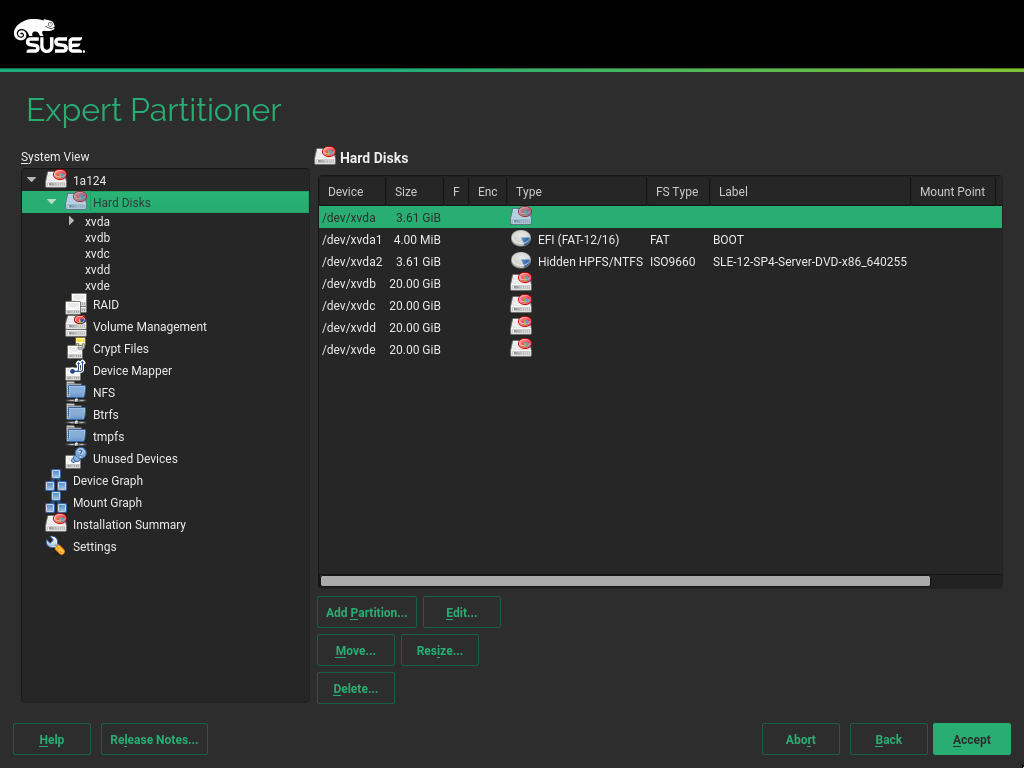 SUSE.
Expert Partitioner
System View
1a124
Hard Disks
xvda
xvdb
xvdc
xvdd
xvde
RAID
Volume Management
Crypt Files
Device Mapper
NFS
Btrfs
tmpfs
Unused Devices
Device Graph
Mount Graph
Installation Summary
Settings
Hard Disks
Device Size F Enc Type FS Type Label Mount Point
/dev/xvda 3.61 GiB
/dev/xvda1 4.00 MiB EFI (FAT-12/16) FAT BOOT
/dev/xvda2 3.61 GiB Hidden HPFS/NTFS ISO9660 SLE-12-SP4-Server-DVD-x86_640255
/dev/xvdb 20.00 GiB
/dev/xvdc 20.00 GiB
/dev/xvdd 20.00 GiB
/dev/xvde 20.00 GiB
Add Partition... Edit...
Move... Resize...
Delete...
Help Release Notes... Abort Back Accept